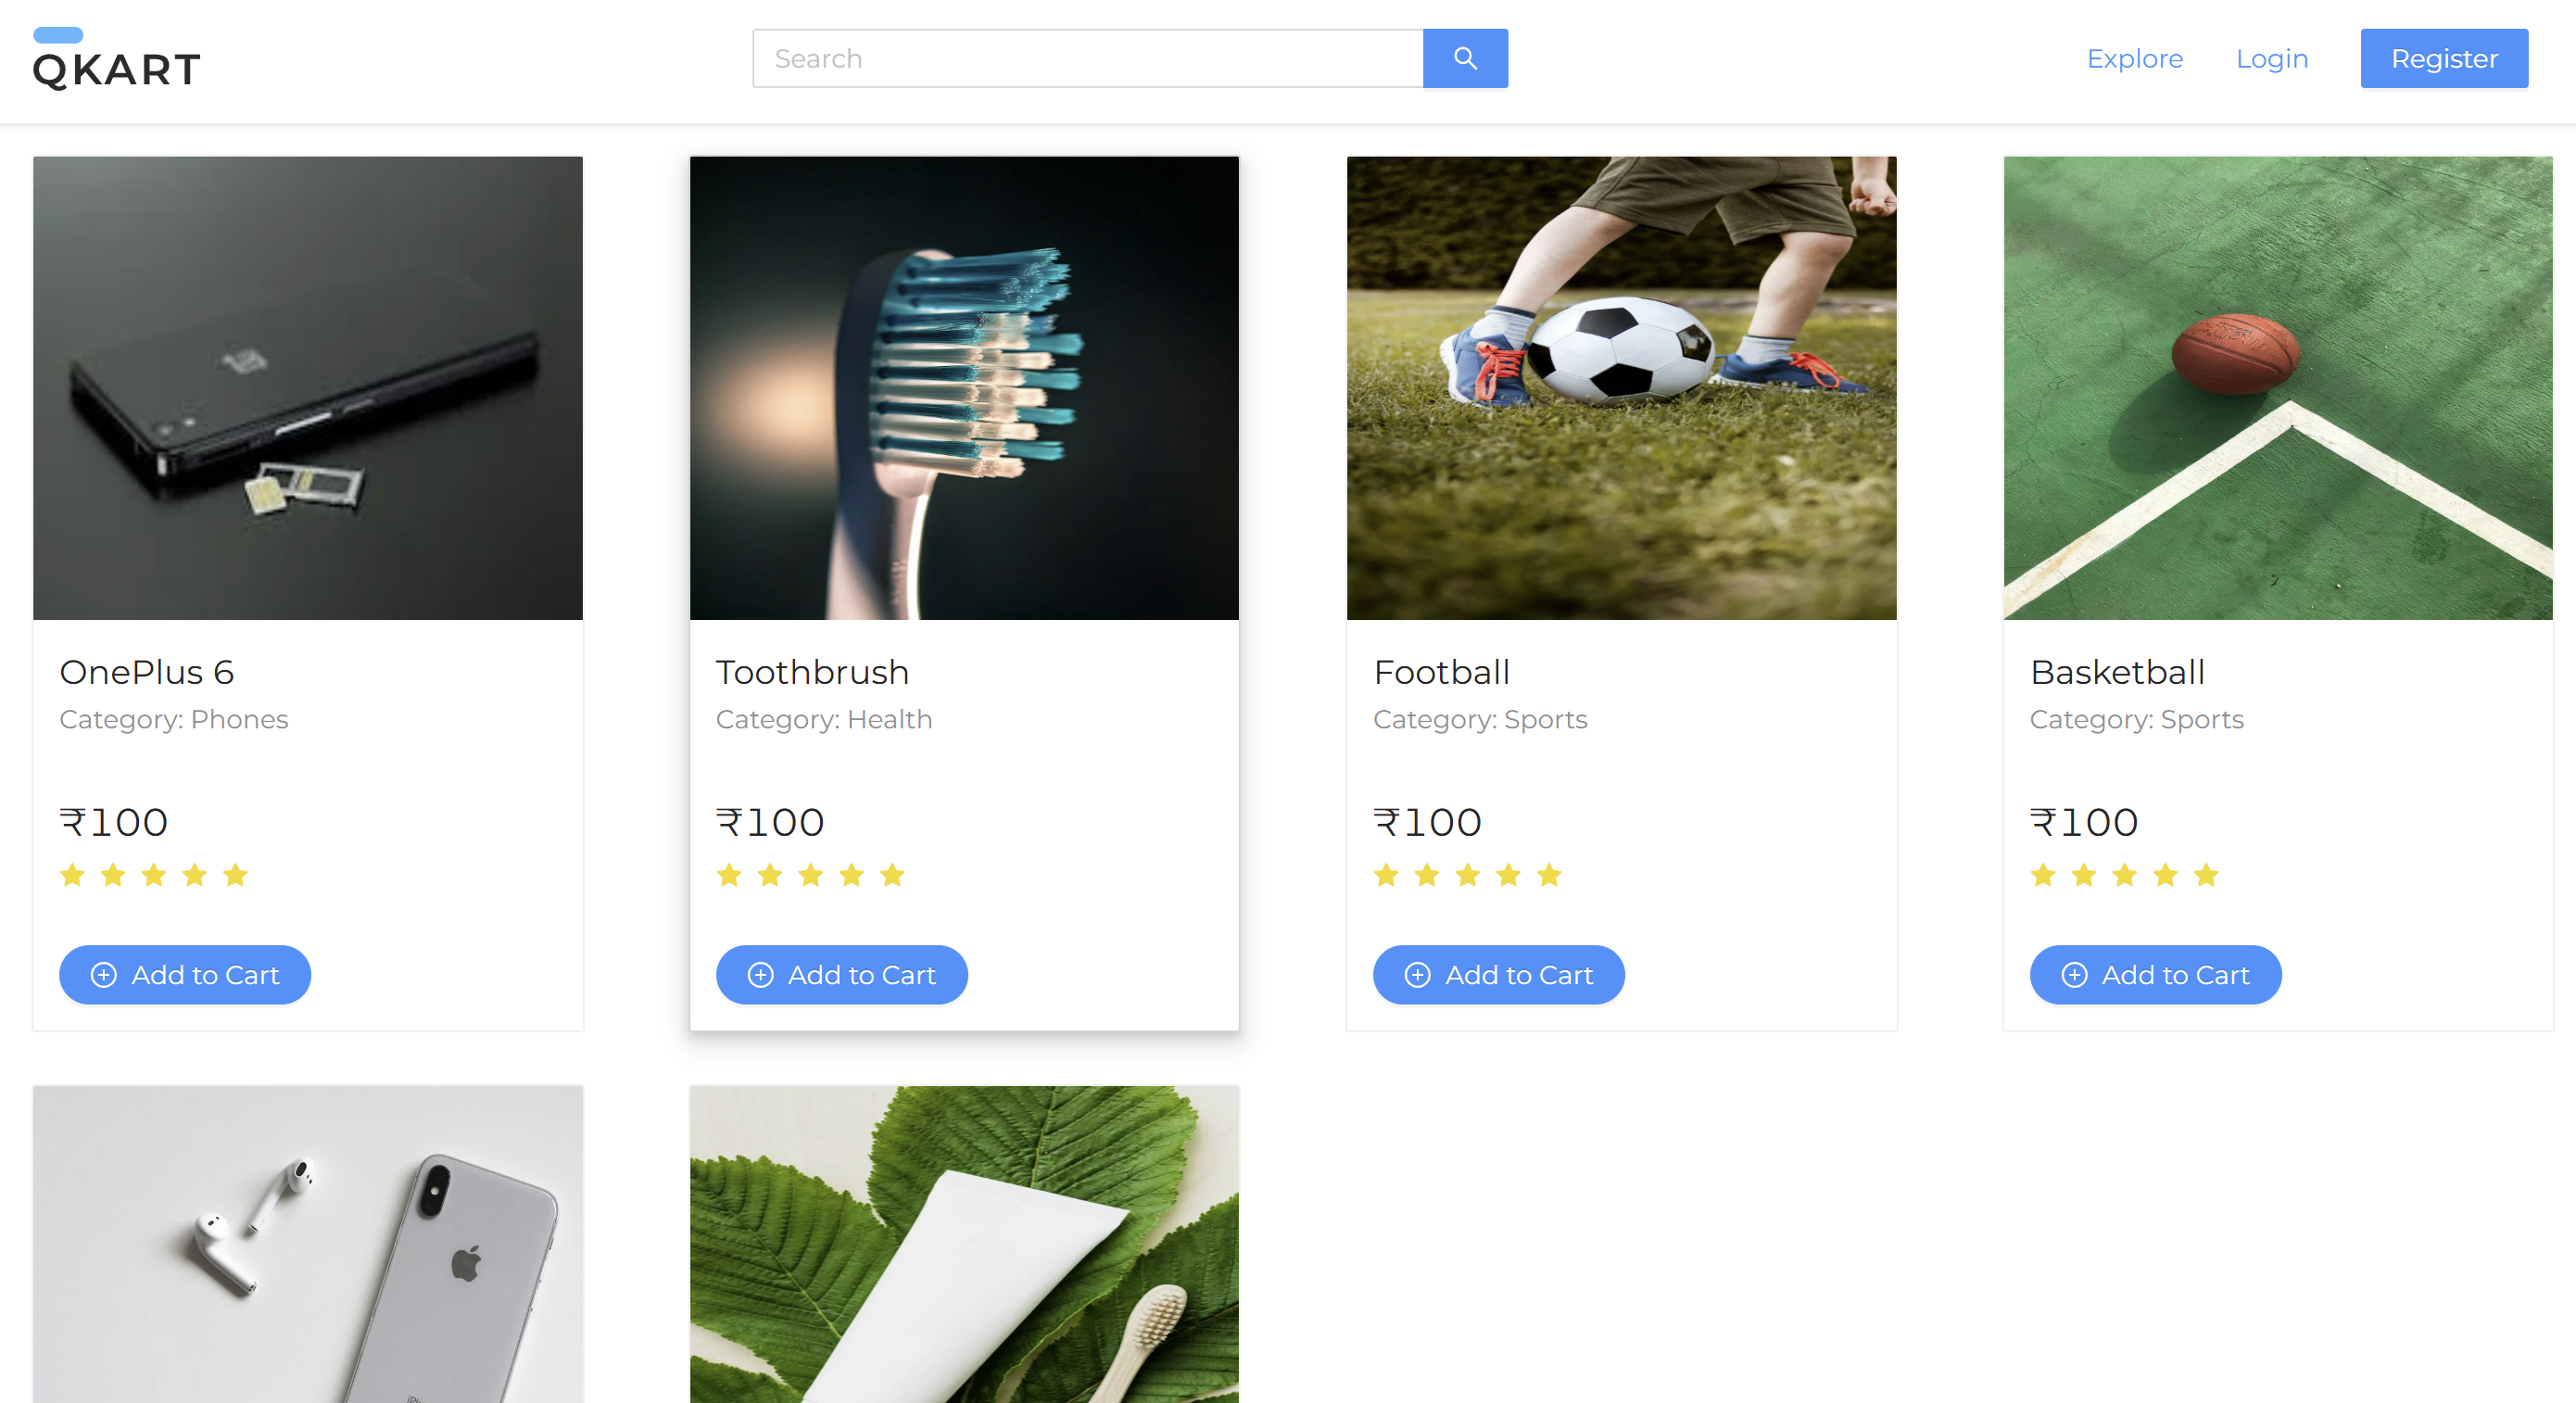 QKART
Search
Explore
Login
Register
OnePlus 6
Category: Phones
₹100
Add to Cart
Toothbrush
Category: Health
₹100
Add to Cart
Football
Category: Sports
₹100
Add to Cart
Basketball
Category: Sports
₹100
Add to Cart